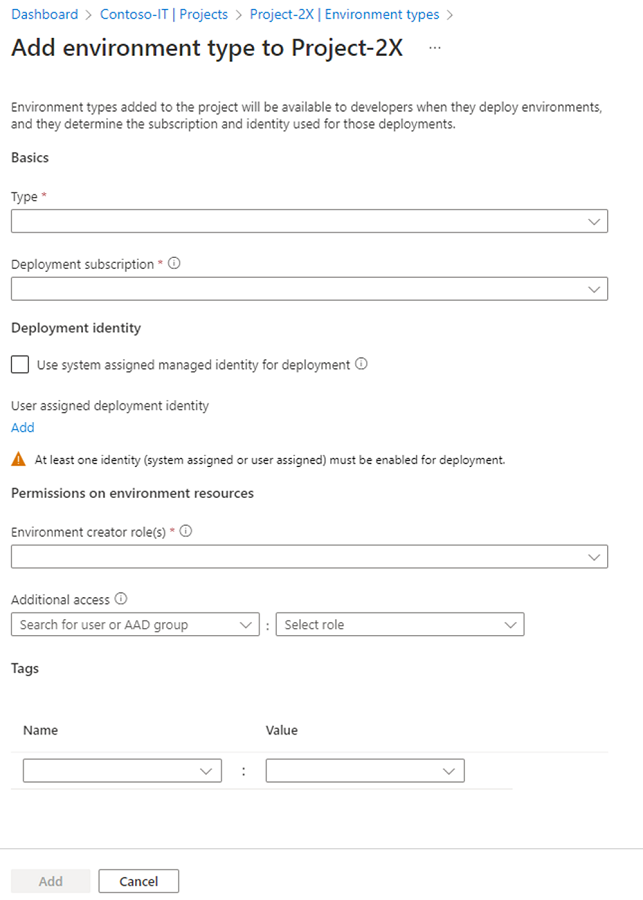 Dashboard > Contoso-IT | Projects > Project-2X | Environment types >
Add environment type to Project-2X ...
Environment types added to the project will be available to developers when they deploy environments,
and they determine the subscription and identity used for those deployments.
Basics
Type *
Deployment subscription *
Deployment identity
Use system assigned managed identity for deployment
User assigned deployment identity
Add
At least one identity (system assigned or user assigned) must be enabled for deployment.
Permissions on environment resources
Environment creator role(s) *
Additional access
Search for user or AAD group : Select role
Tags
Name Value
:
Add Cancel